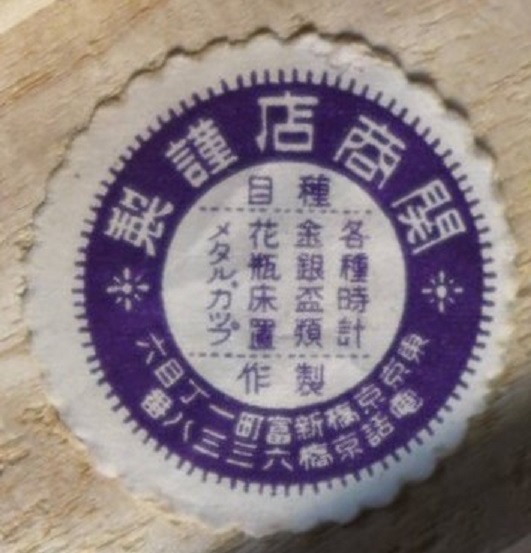 關商店謹製
種目
各種時計
金銀盃類
花瓶床置
メタル.カツプ
製作
東京京橋新富町一丁目六
電話京橋六三三八番